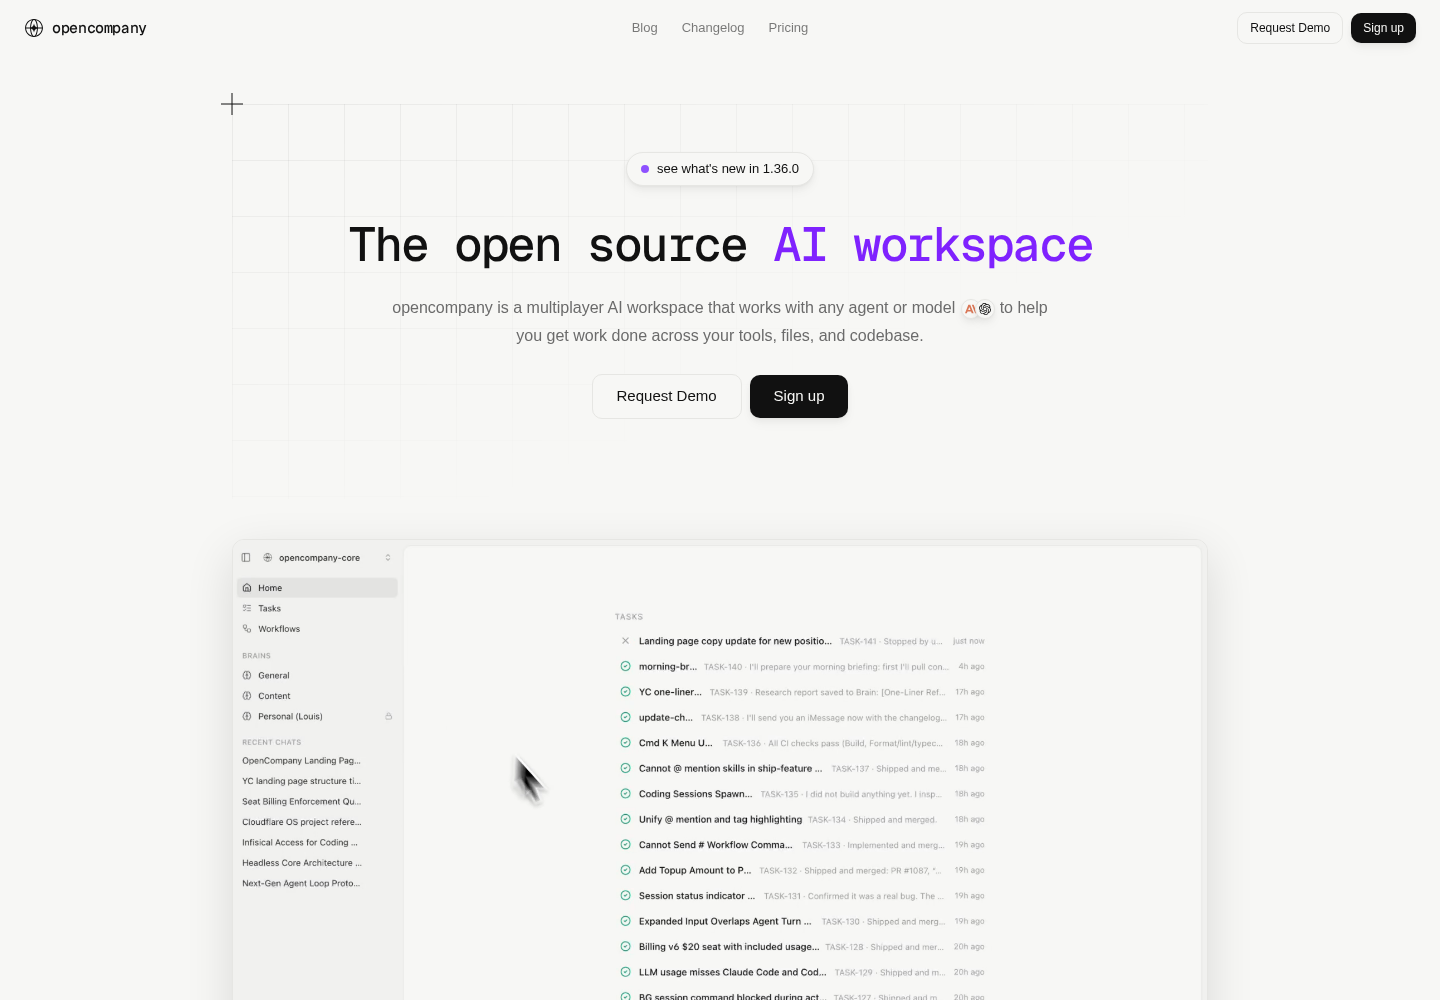 opencompany
Blog Changelog Pricing
Request Demo Sign up
see what's new in 1.36.0
The open source AI workspace
opencompany is a multiplayer AI workspace that works with any agent or model to help
you get work done across your tools, files, and codebase.
Request Demo Sign up
opencompany-core
Home
Tasks
Workflows
BRAINS
General
Content
Personal (Louis)
RECENT CHATS
OpenCompany Landing Pag...
YC landing page structure ti...
Seat Billing Enforcement Qu...
Cloudflare OS project refere...
Infisical Access for Coding ...
Headless Core Architecture ...
Next-Gen Agent Loop Proto...
TASKS
Landing page copy update for new positio... TASK-141 · Stopped by u... just now
morning-br... TASK-140 · I'll prepare your morning briefing: first I'll pull con... 4h ago
YC one-liner... TASK-139 · Research report saved to Brain: [One-Liner Ref... 17h ago
update-ch... TASK-138 · I'll send you an iMessage now with the changelog... 17h ago
Cmd K Menu U... TASK-136 · All CI checks pass (Build, Format/lint/typec... 18h ago
Cannot @ mention skills in ship-feature ... TASK-137 · Shipped and me... 18h ago
Coding Sessions Spawn... TASK-135 · I did not build anything yet. I insp... 18h ago
Unify @ mention and tag highlighting TASK-134 · Shipped and merged. 18h ago
Cannot Send # Workflow Comma... TASK-133 · Implemented and merg... 19h ago
Add Topup Amount to P... TASK-132 · Shipped and merged: PR #1087, "... 19h ago
Session status indicator ... TASK-131 · Confirmed it was a real bug. The ... 19h ago
Expanded Input Overlaps Agent Turn ... TASK-130 · Shipped and merg... 19h ago
Billing v6 $20 seat with included usage... TASK-128 · Shipped and mer... 20h ago
LLM usage misses Claude Code and Cod... TASK-129 · Shipped and m... 20h ago
BG session command blocked during act... TASK-127 · Shipped and m... 20h ago